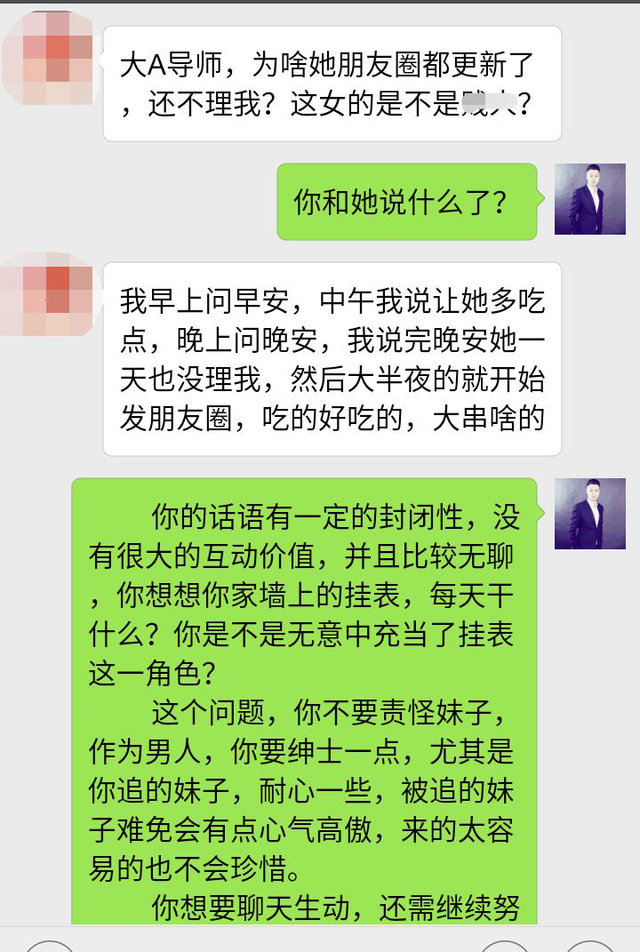 大A导师，为啥她朋友圈都更新了
，还不理我？这女的是不是贱人？
你和她说什么了？
我早上问早安，中午我说让她多吃
点，晚上问晚安，我说完晚安她一
天也没理我，然后大半夜的就开始
发朋友圈，吃的好吃的，大串啥的
你的话语有一定的封闭性，没
有很大的互动价值，并且比较无聊
，你想想你家墙上的挂表，每天干
什么？你是不是无意中充当了挂表
这一角色？
这个问题，你不要责怪妹子，
作为男人，你要绅士一点，尤其是
你追的妹子，耐心一些，被追的妹
子难免会有点心气高傲，来的太容
易的也不会珍惜。
你想要聊天生动，还需继续努